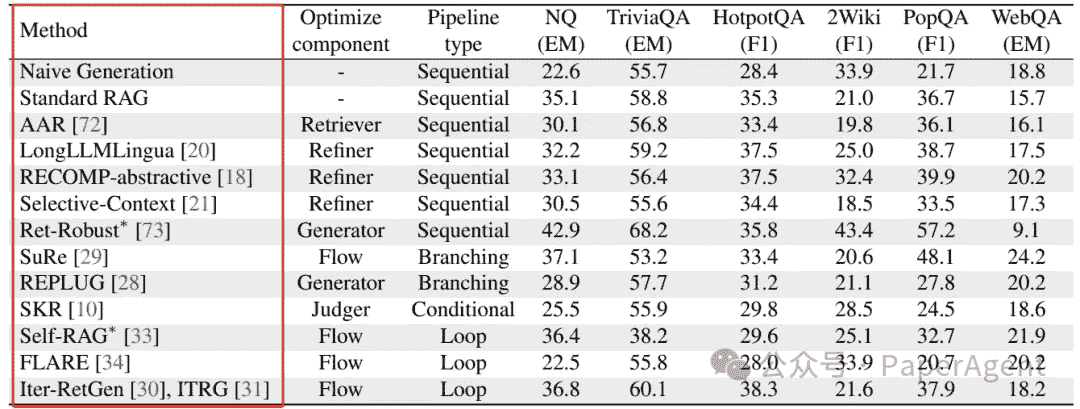 Method Optimize component Pipeline type NQ (EM) TriviaQA (EM) HotpotQA (F1) 2Wiki (F1) PopQA (F1) WebQA (EM)
Naive Generation - Sequential 22.6 55.7 28.4 33.9 21.7 18.8
Standard RAG - Sequential 35.1 58.8 35.3 21.0 36.7 15.7
AAR [72] Retriever Sequential 30.1 56.8 33.4 19.8 36.1 16.1
LongLLMLingua [20] Refiner Sequential 32.2 59.2 37.5 25.0 38.7 17.5
RECOMP-abstractive [18] Refiner Sequential 33.1 56.4 37.5 32.4 39.9 20.2
Selective-Context [21] Refiner Sequential 30.5 55.6 34.4 18.5 33.5 17.3
Ret-Robust* [73] Generator Sequential 42.9 68.2 35.8 43.4 57.2 9.1
SuRe [29] Flow Branching 37.1 53.2 33.4 20.6 48.1 24.2
REPLUG [28] Generator Branching 28.9 57.7 31.2 21.1 27.8 20.2
SKR [10] Judger Conditional 25.5 55.9 29.8 28.5 24.5 18.6
Self-RAG* [33] Flow Loop 36.4 38.2 29.6 25.1 32.7 21.9
FLARE [34] Flow Loop 22.5 55.8 28.0 33.9 20.7 20.2
公众号 · PaperAgent
Iter-RetGen [30], ITRG [31] Flow Loop 36.8 60.1 38.3 21.6 37.9 18.2